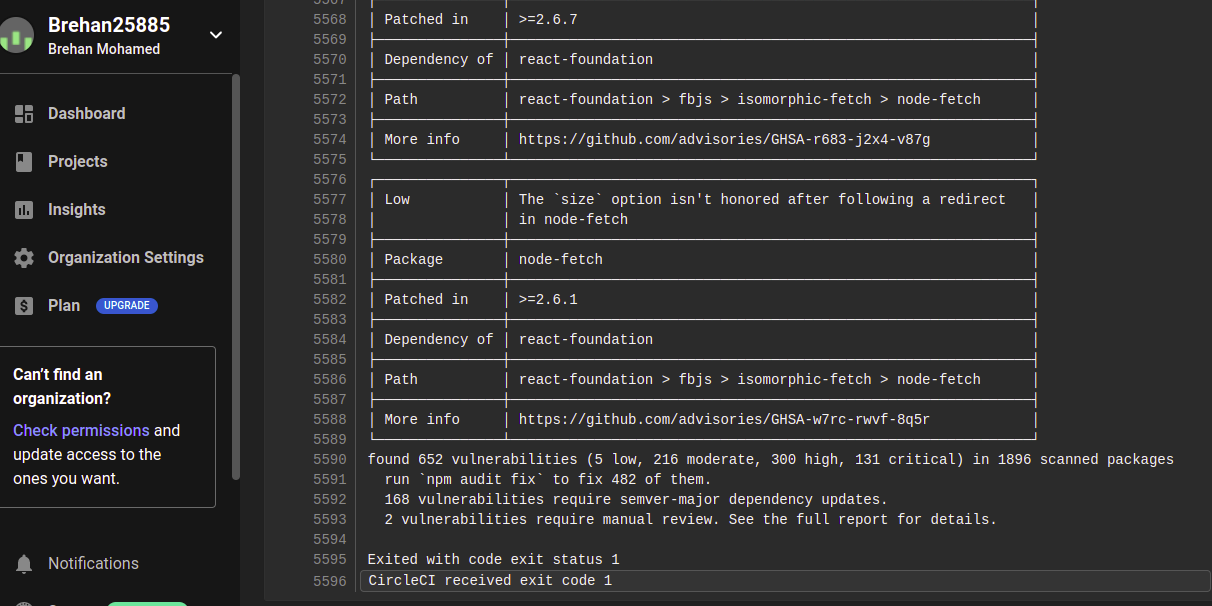 Brehan25885
Brehan Mohamed
Dashboard
Projects
Insights
Organization Settings
Plan UPGRADE
Can't find an
organization?
Check permissions and
update access to the
ones you want.
Notifications
5567
5568 Patched in >=2.6.7
5569
5570 Dependency of react-foundation
5571
5572 Path react-foundation > fbjs > isomorphic-fetch > node-fetch
5573
5574 More info https://github.com/advisories/GHSA-r683-j2x4-v87g
5575
5576
5577 Low The `size` option isn't honored after following a redirect
5578 in node-fetch
5579
5580 Package node-fetch
5581
5582 Patched in >=2.6.1
5583
5584 Dependency of react-foundation
5585
5586 Path react-foundation > fbjs > isomorphic-fetch > node-fetch
5587
5588 More info https://github.com/advisories/GHSA-w7rc-rwvf-8q5r
5589
5590 found 652 vulnerabilities (5 low, 216 moderate, 300 high, 131 critical) in 1896 scanned packages
5591 run `npm audit fix` to fix 482 of them.
5592 168 vulnerabilities require semver-major dependency updates.
5593 2 vulnerabilities require manual review. See the full report for details.
5594
5595 Exited with code exit status 1
5596 CircleCI received exit code 1